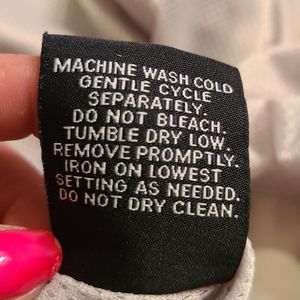 MACHINE WASH COLD
GENTLE CYCLE
SEPARATELY.
DO NOT BLEACH.
TUMBLE DRY LOW.
REMOVE PROMPTLY.
IRON ON LOWEST
SETTING AS NEEDED.
DO NOT DRY CLEAN.